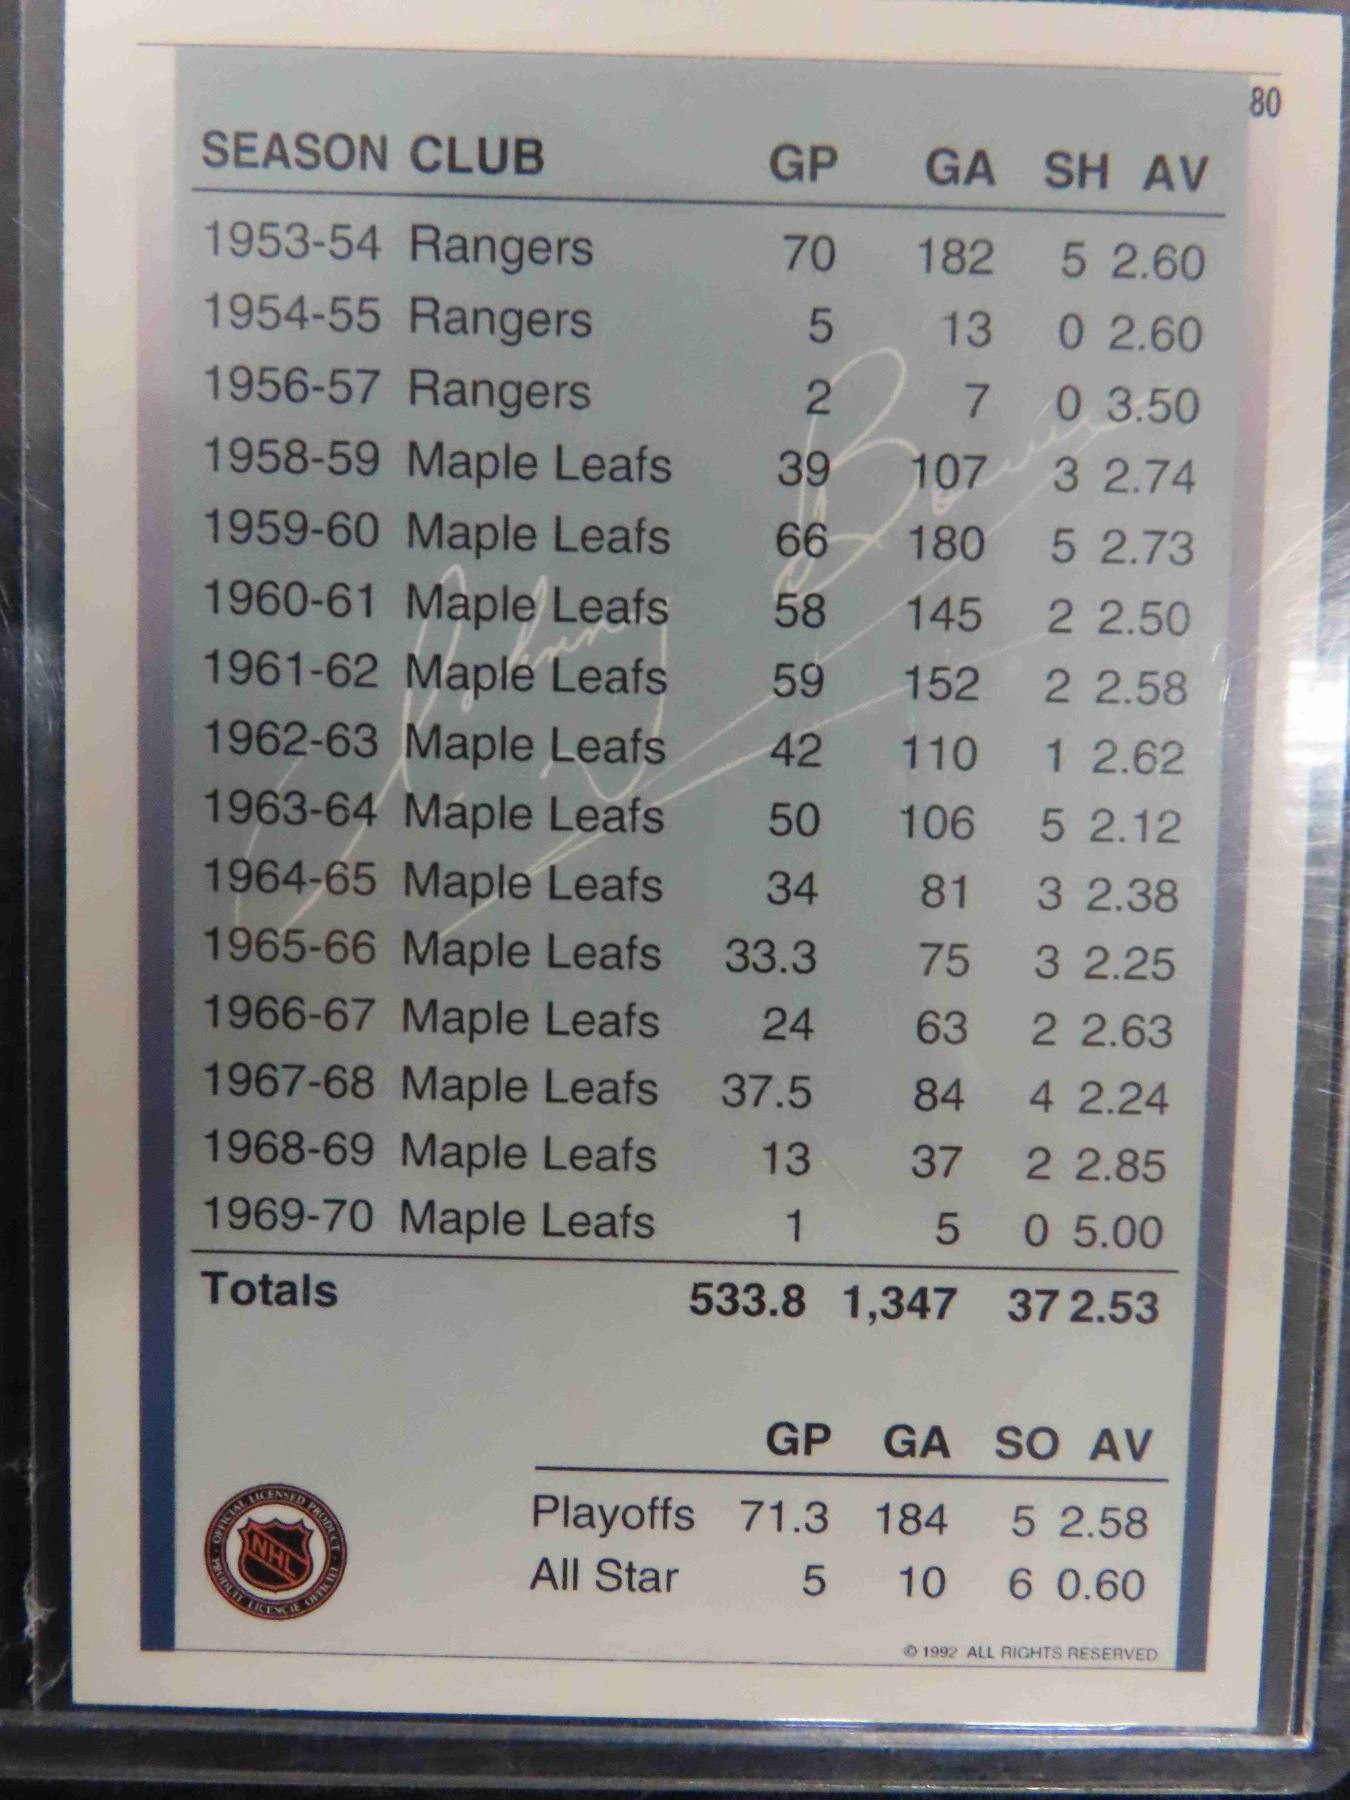 80
SEASON CLUB GP GA SH AV
1953-54 Rangers 70 182 5 2.60
1954-55 Rangers 5 13 0 2.60
1956-57 Rangers 2 7 0 3.50
1958-59 Maple Leafs 39 107 3 2.74
1959-60 Maple Leafs 66 180 5 2.73
1960-61 Maple Leafs 58 145 2 2.50
1961-62 Maple Leafs 59 152 2 2.58
1962-63 Maple Leafs 42 110 1 2.62
1963-64 Maple Leafs 50 106 5 2.12
1964-65 Maple Leafs 34 81 3 2.38
1965-66 Maple Leafs 33.3 75 3 2.25
1966-67 Maple Leafs 24 63 2 2.63
1967-68 Maple Leafs 37.5 84 4 2.24
1968-69 Maple Leafs 13 37 2 2.85
1969-70 Maple Leafs 1 5 0 5.00
Totals 533.8 1,347 37 2.53
GP GA SO AV
Playoffs 71.3 184 5 2.58
All Star 5 10 6 0.60
OFFICIAL LICENSED PRODUCT
NHL
PRODUIT LICENCIE OFFICIEL
© 1992 ALL RIGHTS RESERVED
Johnny Bower